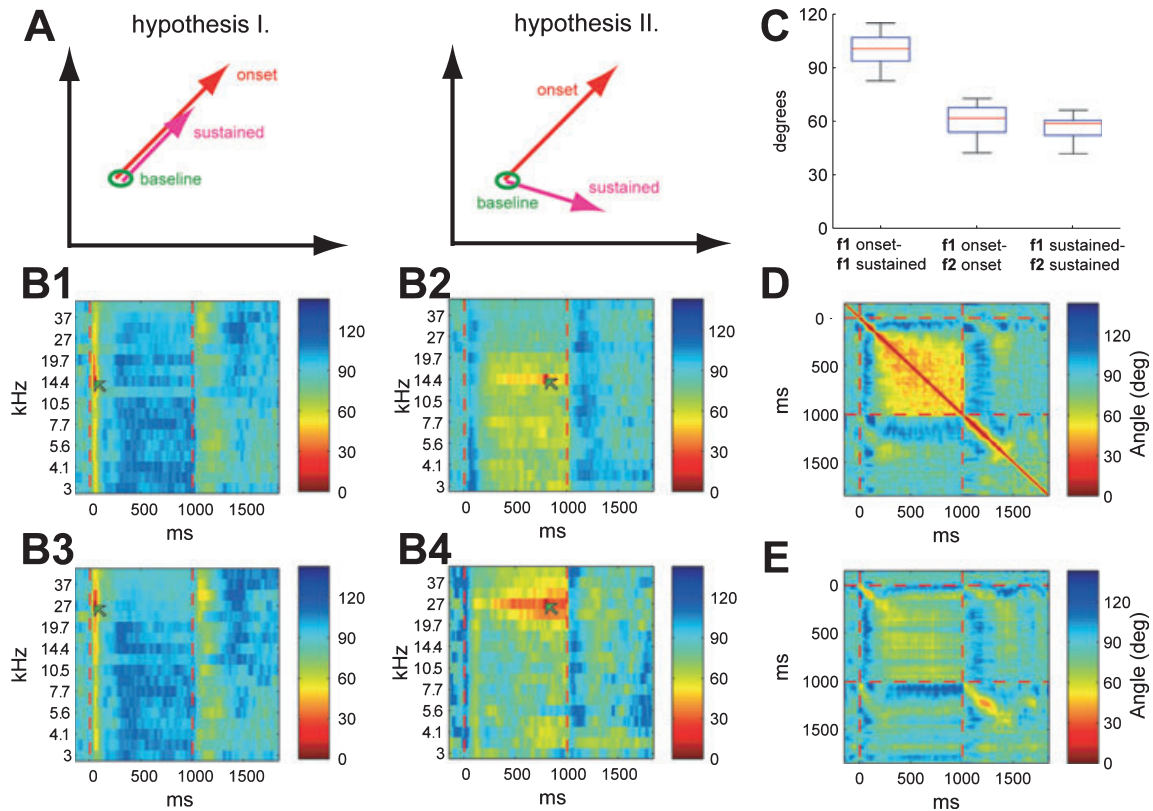 A
hypothesis I.
onset
sustained
baseline
hypothesis II.
onset
sustained
baseline
C
degrees
120
90
60
30
0
f1 onset-
f1 sustained
f1 onset-
f2 onset
f1 sustained-
f2 sustained
B1
kHz
37
27
19.7
14.4
10.5
7.7
5.6
4.1
3
0 500 1000 1500
ms
120
90
60
30
0
B2
kHz
37
27
19.7
14.4
10.5
7.7
5.6
4.1
3
0 500 1000 1500
ms
120
90
60
30
0
D
ms
0
500
1000
1500
0 500 1000 1500
ms
120
90
60
30
0
Angle (deg)
B3
kHz
37
27
19.7
14.4
10.5
7.7
5.6
4.1
3
0 500 1000 1500
ms
120
90
60
30
0
B4
kHz
37
27
19.7
14.4
10.5
7.7
5.6
4.1
3
0 500 1000 1500
ms
120
90
60
30
0
E
ms
0
500
1000
1500
0 500 1000 1500
ms
120
90
60
30
0
Angle (deg)